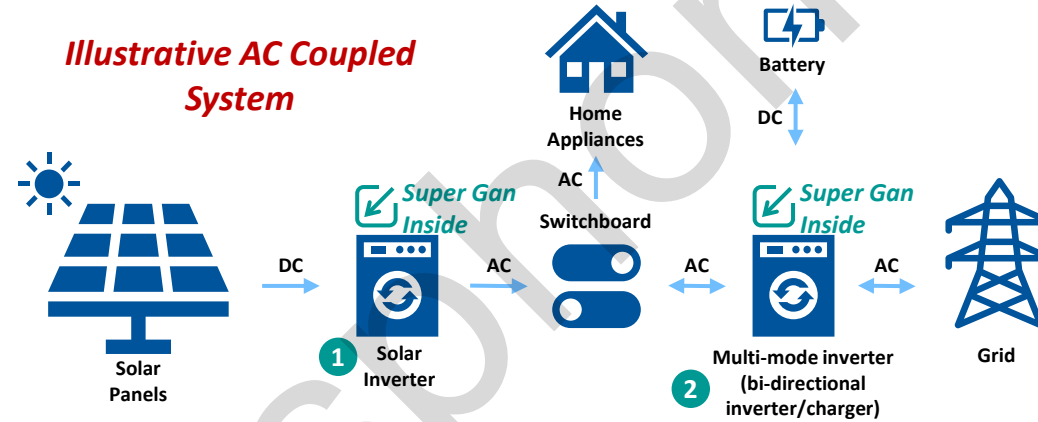 Illustrative AC Coupled
System
Home
Appliances
Battery
DC
AC
Super Gan
Inside
Switchboard
Super Gan
Inside
DC
AC
AC
AC
Solar
Panels
1
Solar
Inverter
2
Multi-mode inverter
(bi-directional
inverter/charger)
Grid